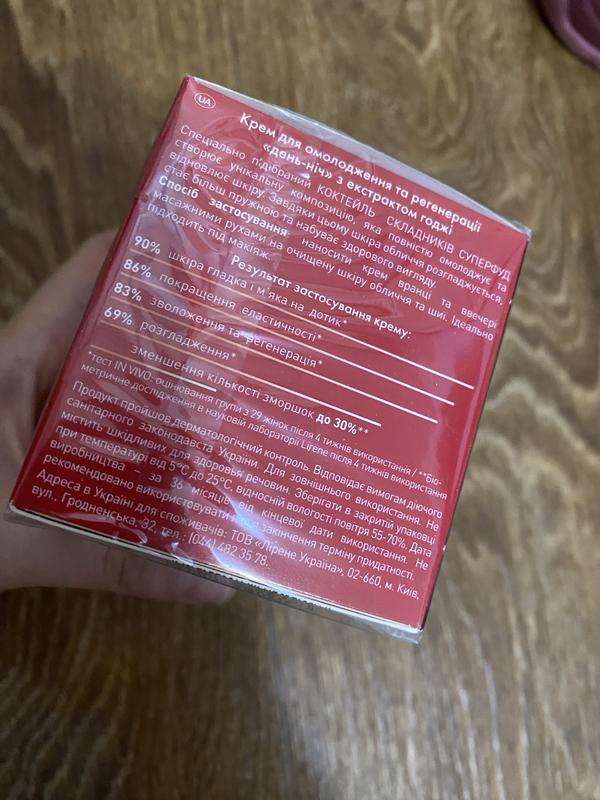 UA
Крем для омолодження та регенерації
«день-ніч» з екстрактом годжі
Спеціально підібраний КОКТЕЙЛЬ СКЛАДНИКІВ СУПЕРФУД
створює унікальну композицію, яка повністю омолоджує та
відновлює шкіру. Завдяки цьому шкіра обличчя розгладжується,
стає більш пружною та набуває здорового вигляду.
Спосіб застосування: наносити крем вранці та ввечері
масажними рухами на очищену шкіру обличчя та шиї. Ідеально
підходить під макіяж.
Результат застосування крему:
90% шкіра гладка і м'яка на дотик*
86% покращення еластичності*
83% зволоження та регенерація*
69% розгладження*
зменшення кількості зморшок до 30%**
*тест IN VIVO-оцінювання групи з 29 жінок після 4 тижнів використання / **Біо-
метричне дослідження в науковій лабораторії Lirene після 4 тижнів використання
Продукт пройшов дерматологічний контроль. Відповідає вимогам діючого
санітарного законодавства України. Для зовнішнього використання. Не
містить шкідливих для здоров'я речовин. Зберігати в закритій упаковці
при температурі від 5°C до 25°C, відносній вологості повітря 55-70%. Дата
виробництва – за 36 місяців від кінцевої дати використання. Не
рекомендовано використовувати після закінчення терміну придатності.
Адреса в Україні для споживачів: ТОВ «Лірене Україна», 02-660, м. Київ,
вул. Гродненська, 32, тел.: (044) 482 35 78.